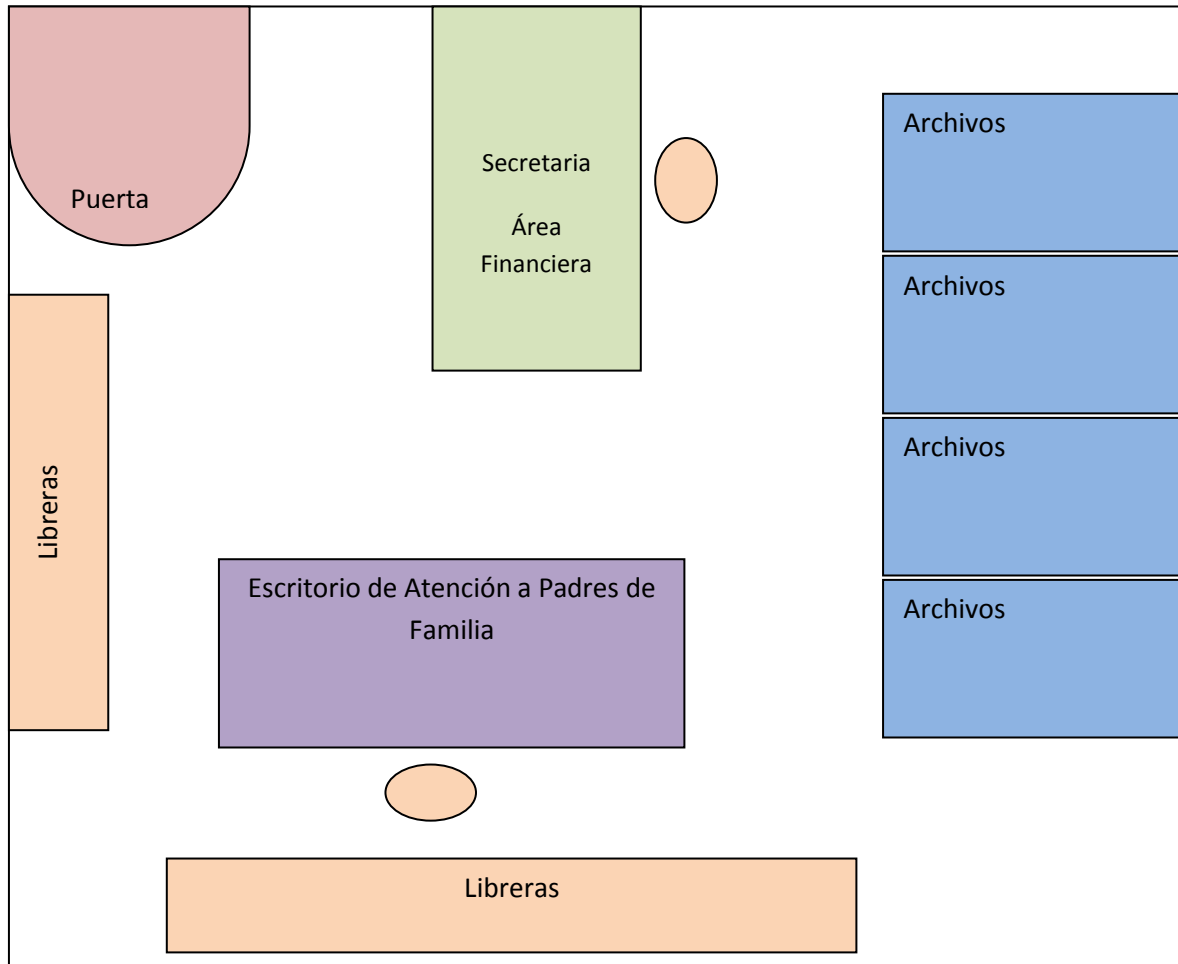 Puerta
Secretaria
Área
Financiera
Archivos
Archivos
Archivos
Archivos
Libreras
Escritorio de Atención a Padres de
Familia
Libreras